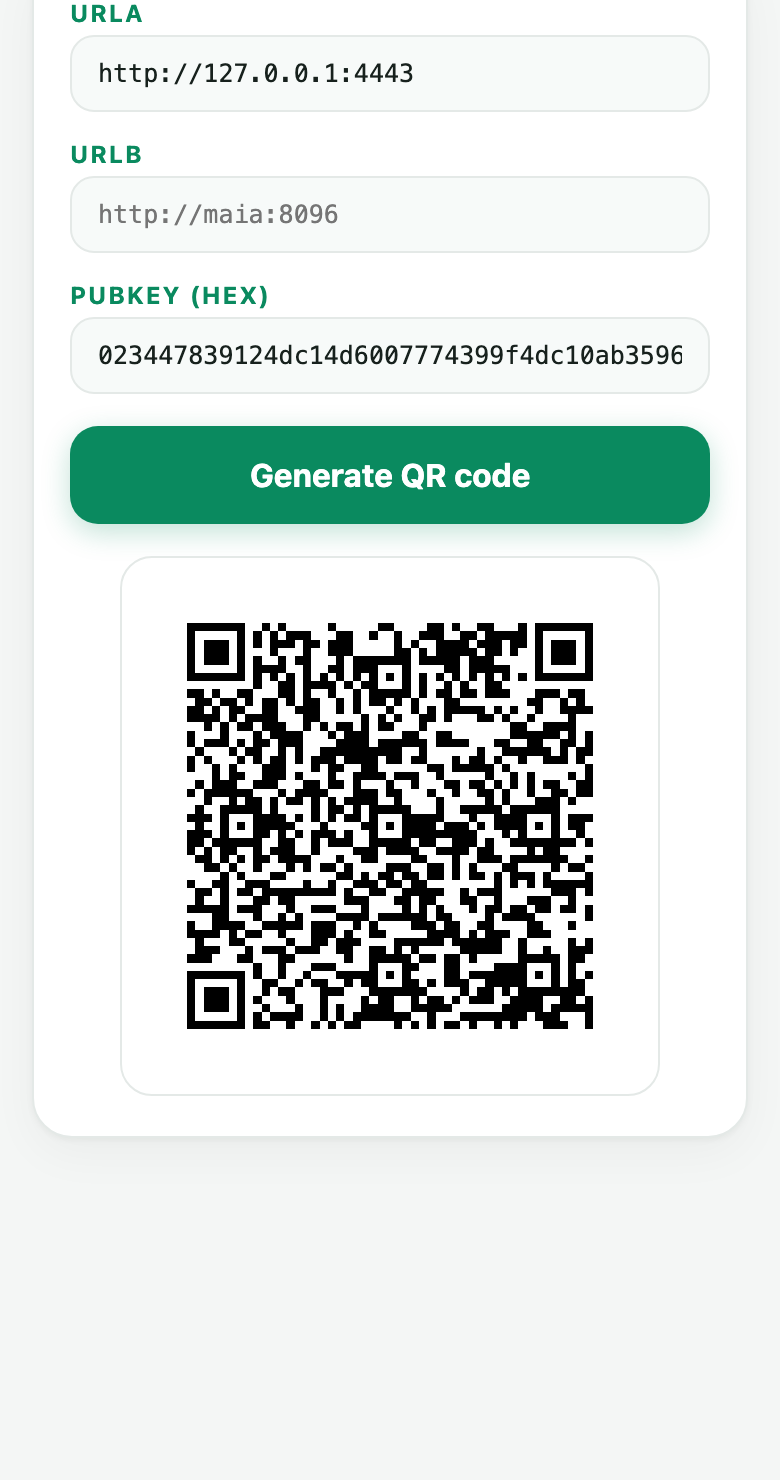 URLA
http://127.0.0.1:4443
URLB
http://maia:8096
PUBKEY (HEX)
023447839124dc14d6007774399f4dc10ab3596
Generate QR code